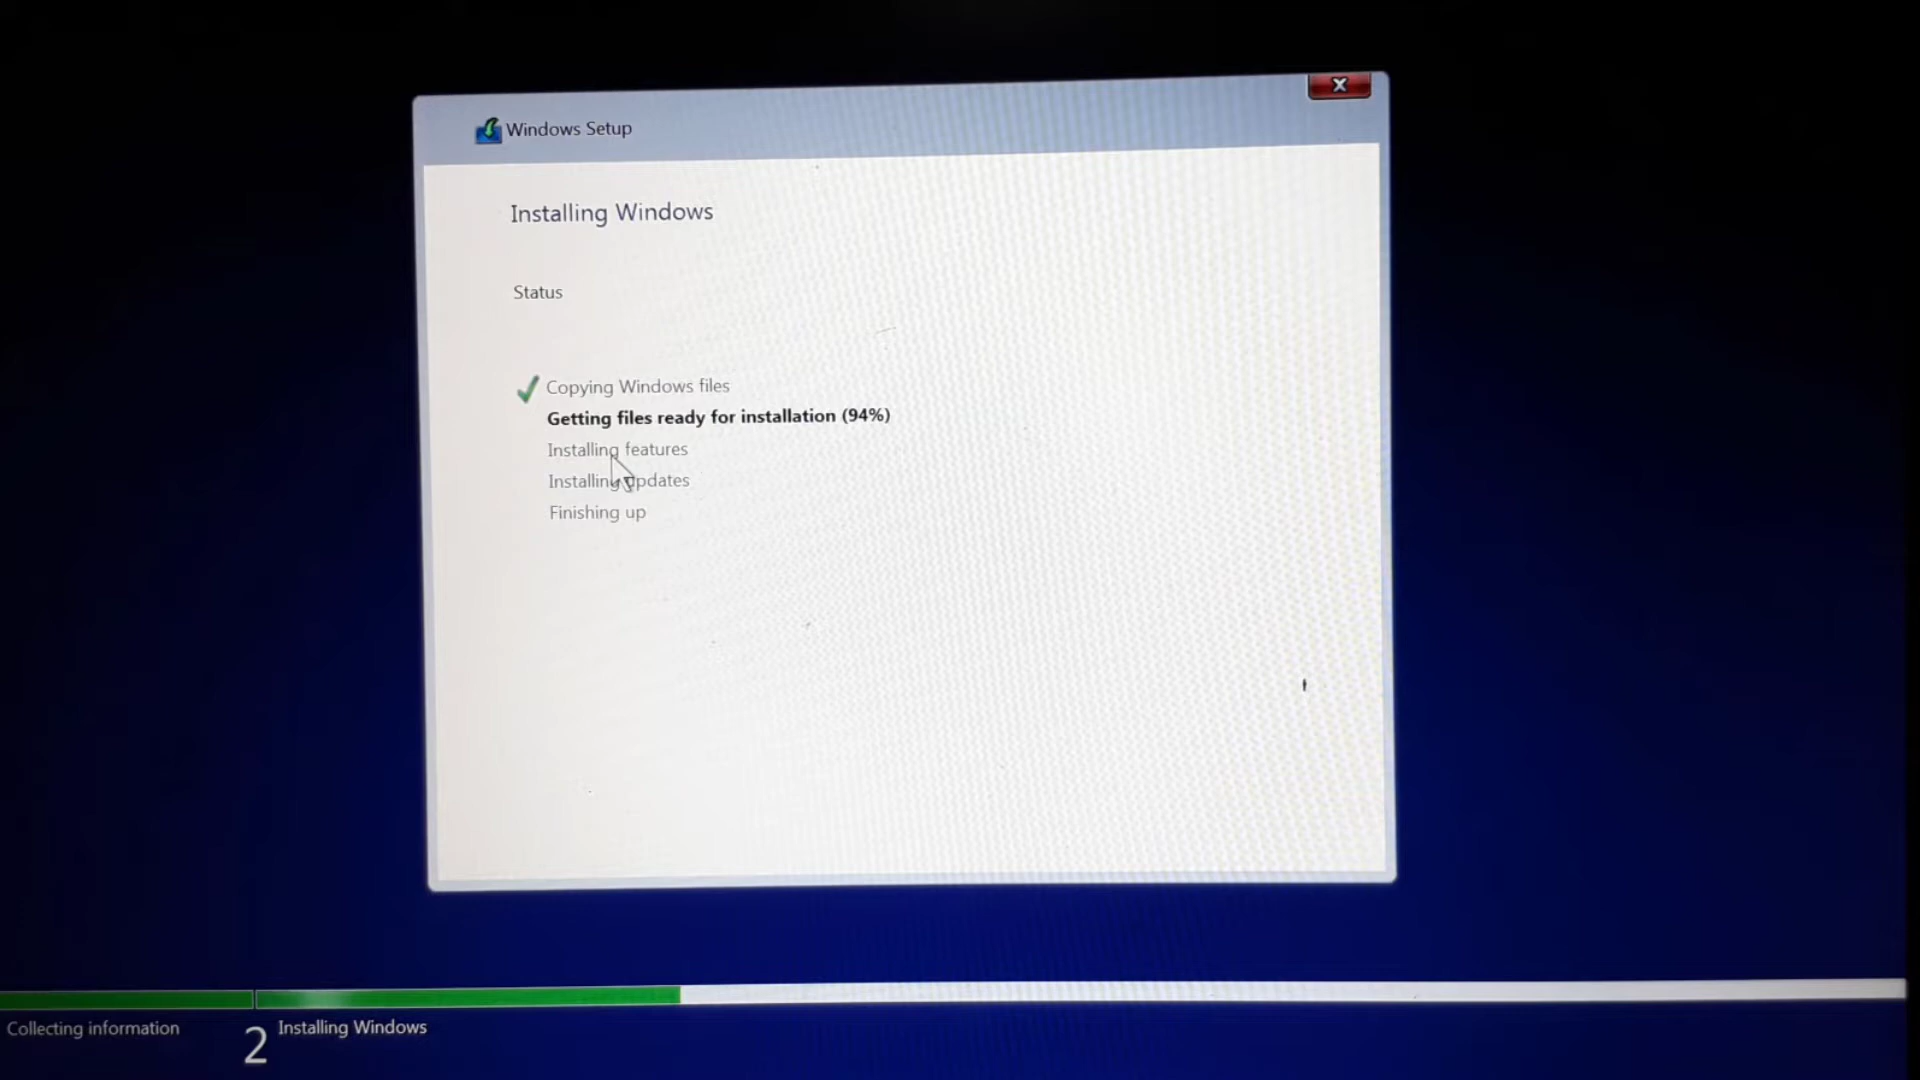 Windows Setup
Installing Windows
Status
Copying Windows files
Getting files ready for installation (94%)
Installing features
Installing updates
Finishing up
Collecting information
2 Installing Windows